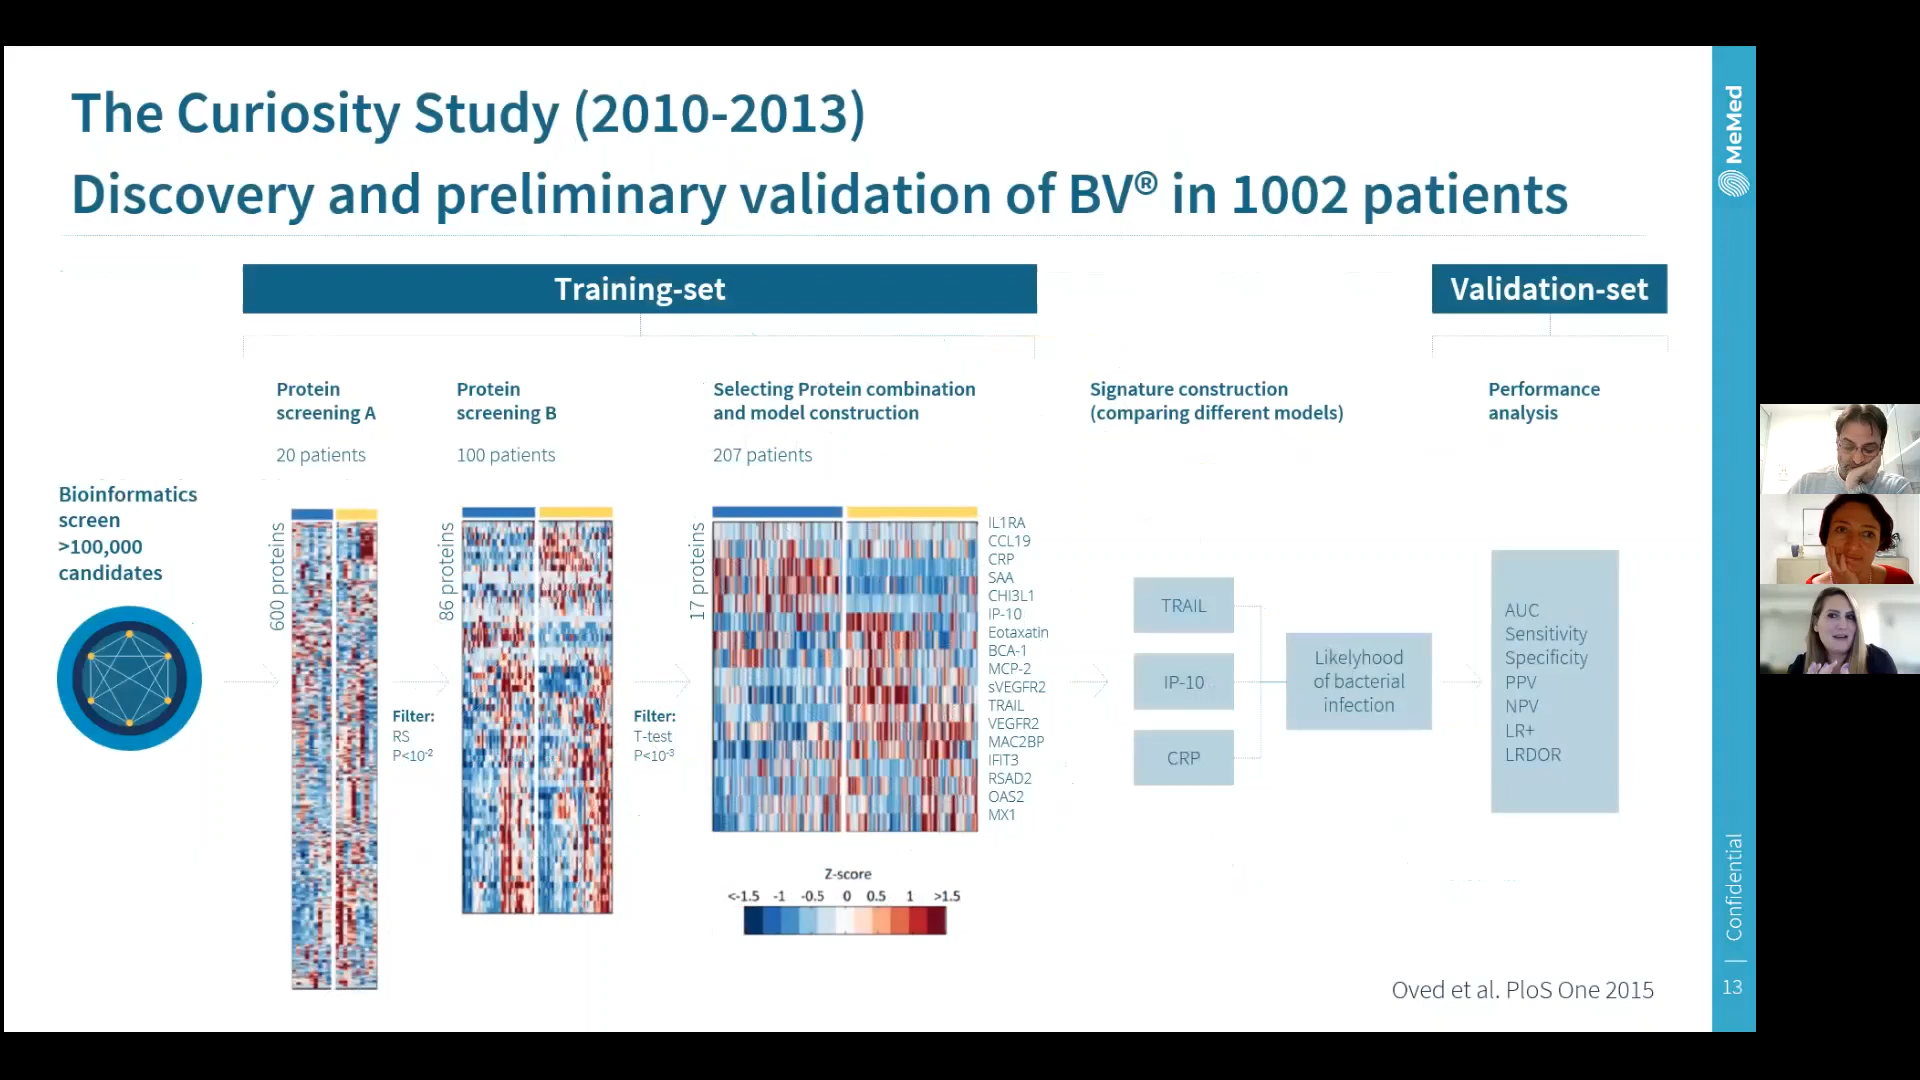 The Curiosity Study (2010-2013)
Discovery and preliminary validation of BV® in 1002 patients
Training-set
Validation-set
Protein
screening A
20 patients
Protein
screening B
100 patients
Selecting Protein combination
and model construction
207 patients
Signature construction
(comparing different models)
Performance
analysis
Bioinformatics
screen
>100,000
candidates
600 proteins
Filter:
RS
P<10⁻²
86 proteins
Filter:
T-test
P<10⁻³
17 proteins
IL1RA
CCL19
CRP
SAA
CHI3L1
IP-10
Eotaxatin
BCA-1
MCP-2
sVEGFR2
TRAIL
VEGFR2
MAC2BP
IFIT3
RSAD2
OAS2
MX1
Z-score
<-1.5 -1 -0.5 0 0.5 1 >1.5
TRAIL
IP-10
CRP
Likelyhood
of bacterial
infection
AUC
Sensitivity
Specificity
PPV
NPV
LR+
LRDOR
Oved et al. PloS One 2015
MeMed
Confidential
13